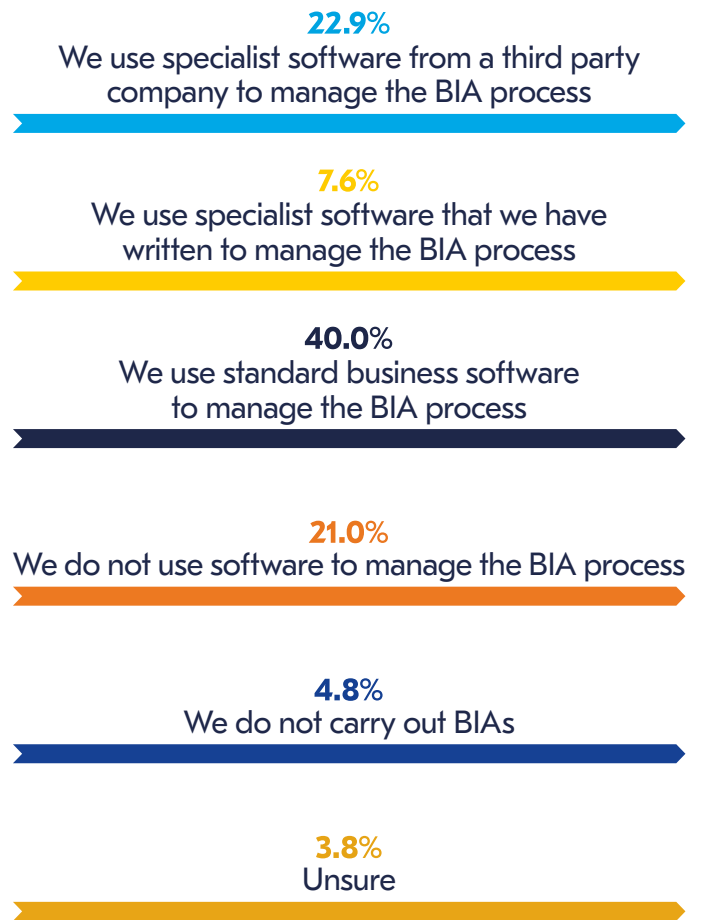 22.9%
We use specialist software from a third party
company to manage the BIA process
7.6%
We use specialist software that we have
written to manage the BIA process
40.0%
We use standard business software
to manage the BIA process
21.0%
We do not use software to manage the BIA process
4.8%
We do not carry out BIAs
3.8%
Unsure